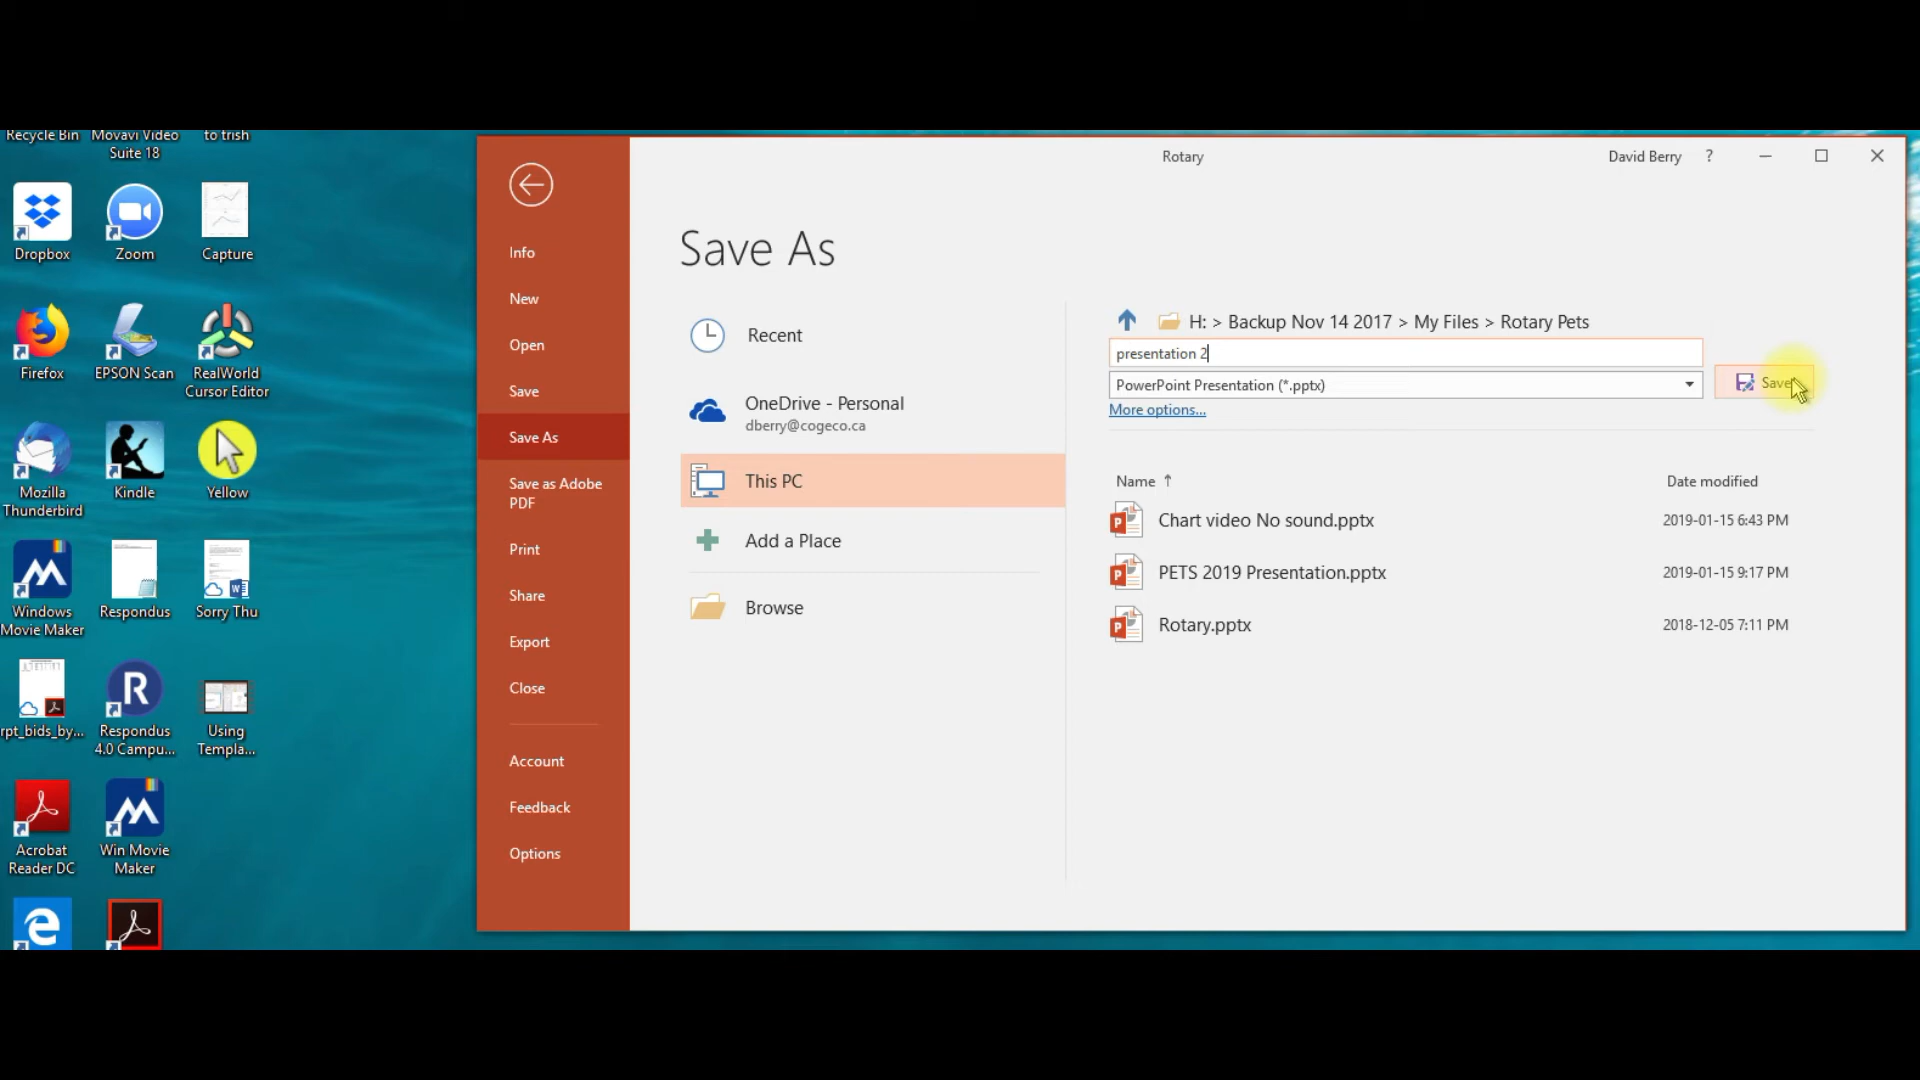 Recycle Bin
Movavi Video
Suite 18
to trish
Dropbox
Zoom
Capture
Firefox
EPSON Scan
RealWorld
Cursor Editor
Mozilla
Thunderbird
Kindle
Yellow
Windows
Movie Maker
Respondus
Sorry Thu
rpt_bids_by...
Respondus
4.0 Campu...
Using
Templa...
Acrobat
Reader DC
Win Movie
Maker
Info
New
Open
Save
Save As
Save as Adobe
PDF
Print
Share
Export
Close
Account
Feedback
Options
Rotary
David Berry ?
Save As
Recent
OneDrive - Personal
dberry@cogeco.ca
This PC
Add a Place
Browse
H: > Backup Nov 14 2017 > My Files > Rotary Pets
presentation 2
PowerPoint Presentation (*.pptx)
Save
More options...
Name ↑ Date modified
Chart video No sound.pptx 2019-01-15 6:43 PM
PETS 2019 Presentation.pptx 2019-01-15 9:17 PM
Rotary.pptx 2018-12-05 7:11 PM